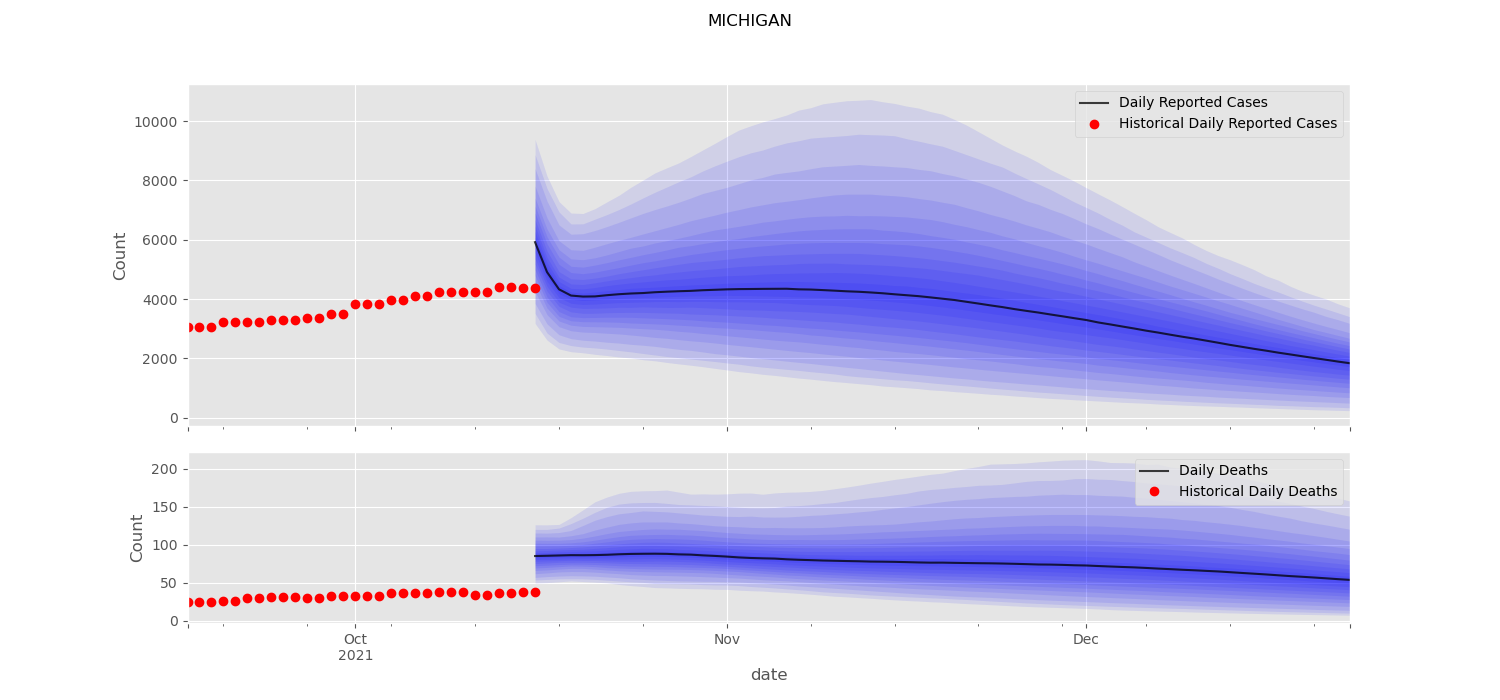 MICHIGAN
Daily Reported Cases
Historical Daily Reported Cases
10000
8000
6000
4000
2000
0
Count
Daily Deaths
Historical Daily Deaths
200
150
100
50
0
Count
Oct
2021
Nov
Dec
date